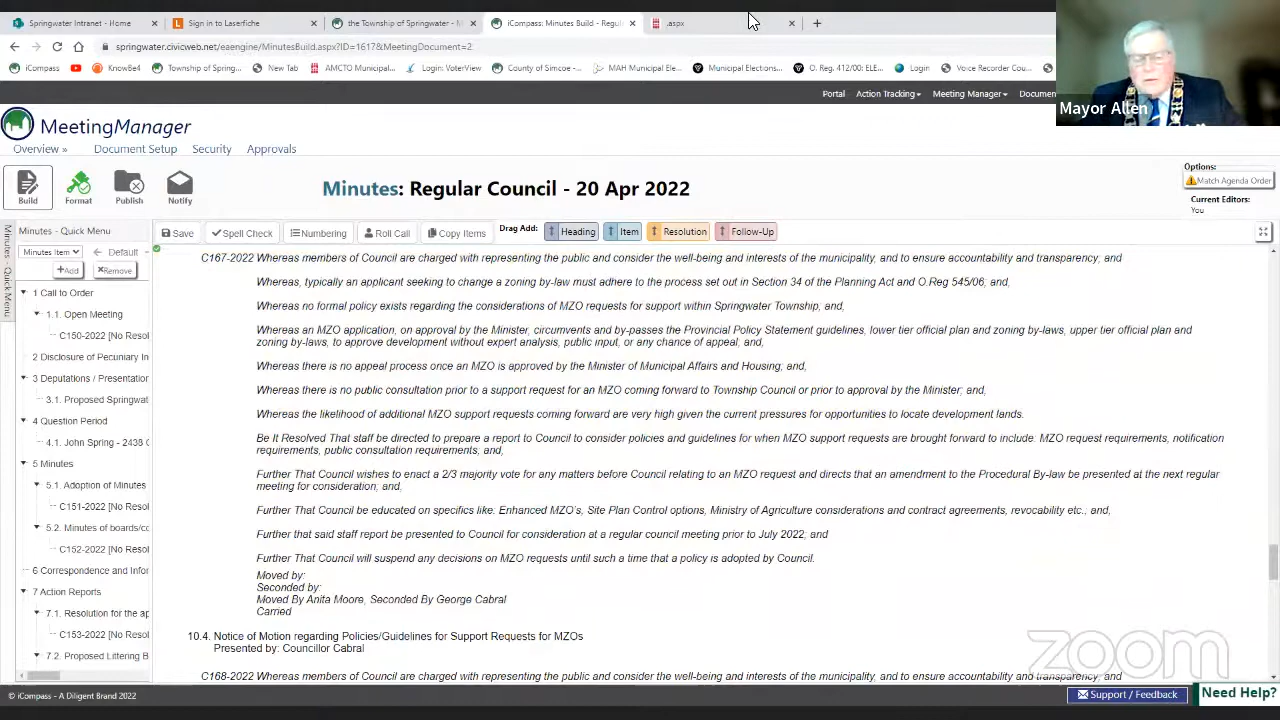 Springwater Intranet - Home
Sign in to Laserfiche
the Township of Springwater - M
iCompass: Minutes Build - Regu
.aspx
springwater.civicweb.net/eaengine/MinutesBuild.aspx?ID=1617&MeetingDocument=2
iCompass
KnowBe4
Township of Spring...
New Tab
AMCTO Municipal...
Login: VoterView
County of Simcoe -...
MAH Municipal Ele...
Municipal Elections...
O. Reg. 412/00: ELE...
Login
Voice Recorder Cou...
Mayor Allen
Portal
Action Tracking
Meeting Manager
Documen
MeetingManager
Overview »
Document Setup
Security
Approvals
Build
Format
Publish
Notify
Minutes: Regular Council - 20 Apr 2022
Options:
Match Agenda Order
Current Editors:
You
Minutes - Quick Menu
Save
Spell Check
Numbering
Roll Call
Copy Items
Drag Add:
Heading
Item
Resolution
Follow-Up
Minutes Quick Menu
Minutes Item
Default
+Add
Remove
1 Call to Order
1.1. Open Meeting
C150-2022 [No Resol
2 Disclosure of Pecuniary In
3 Deputations / Presentation
3.1. Proposed Springwat
4 Question Period
4.1. John Spring - 2438 C
5 Minutes
5.1. Adoption of Minutes
C151-2022 [No Resol
5.2. Minutes of boards/cc
C152-2022 [No Resol
6 Correspondence and Infor
7 Action Reports
7.1. Resolution for the ap
C153-2022 [No Resol
7.2. Proposed Littering B
C167-2022 Whereas members of Council are charged with representing the public and consider the well-being and interests of the municipality, and to ensure accountability and transparency; and
Whereas, typically an applicant seeking to change a zoning by-law must adhere to the process set out in Section 34 of the Planning Act and O.Reg 545/06; and,
Whereas no formal policy exists regarding the considerations of MZO requests for support within Springwater Township; and,
Whereas an MZO application, on approval by the Minister, circumvents and by-passes the Provincial Policy Statement guidelines, lower tier official plan and zoning by-laws, upper tier official plan and
zoning by-laws, to approve development without expert analysis, public input, or any chance of appeal; and,
Whereas there is no appeal process once an MZO is approved by the Minister of Municipal Affairs and Housing; and,
Whereas there is no public consultation prior to a support request for an MZO coming forward to Township Council or prior to approval by the Minister; and,
Whereas the likelihood of additional MZO support requests coming forward are very high given the current pressures for opportunities to locate development lands.
Be It Resolved That staff be directed to prepare a report to Council to consider policies and guidelines for when MZO support requests are brought forward to include: MZO request requirements, notification
requirements, public consultation requirements; and,
Further That Council wishes to enact a 2/3 majority vote for any matters before Council relating to an MZO request and directs that an amendment to the Procedural By-law be presented at the next regular
meeting for consideration; and,
Further That Council be educated on specifics like: Enhanced MZO's, Site Plan Control options, Ministry of Agriculture considerations and contract agreements, revocability etc.; and,
Further that said staff report be presented to Council for consideration at a regular council meeting prior to July 2022; and
Further That Council will suspend any decisions on MZO requests until such a time that a policy is adopted by Council.
Moved by:
Seconded by:
Moved By Anita Moore, Seconded By George Cabral
Carried
10.4. Notice of Motion regarding Policies/Guidelines for Support Requests for MZOs
Presented by: Councillor Cabral
C168-2022 Whereas members of Council are charged with representing the public and consider the well-being and interests of the municipality, and to ensure accountability and transparency; and
zoom
© iCompass - A Diligent Brand 2022
Support / Feedback
Need Help?